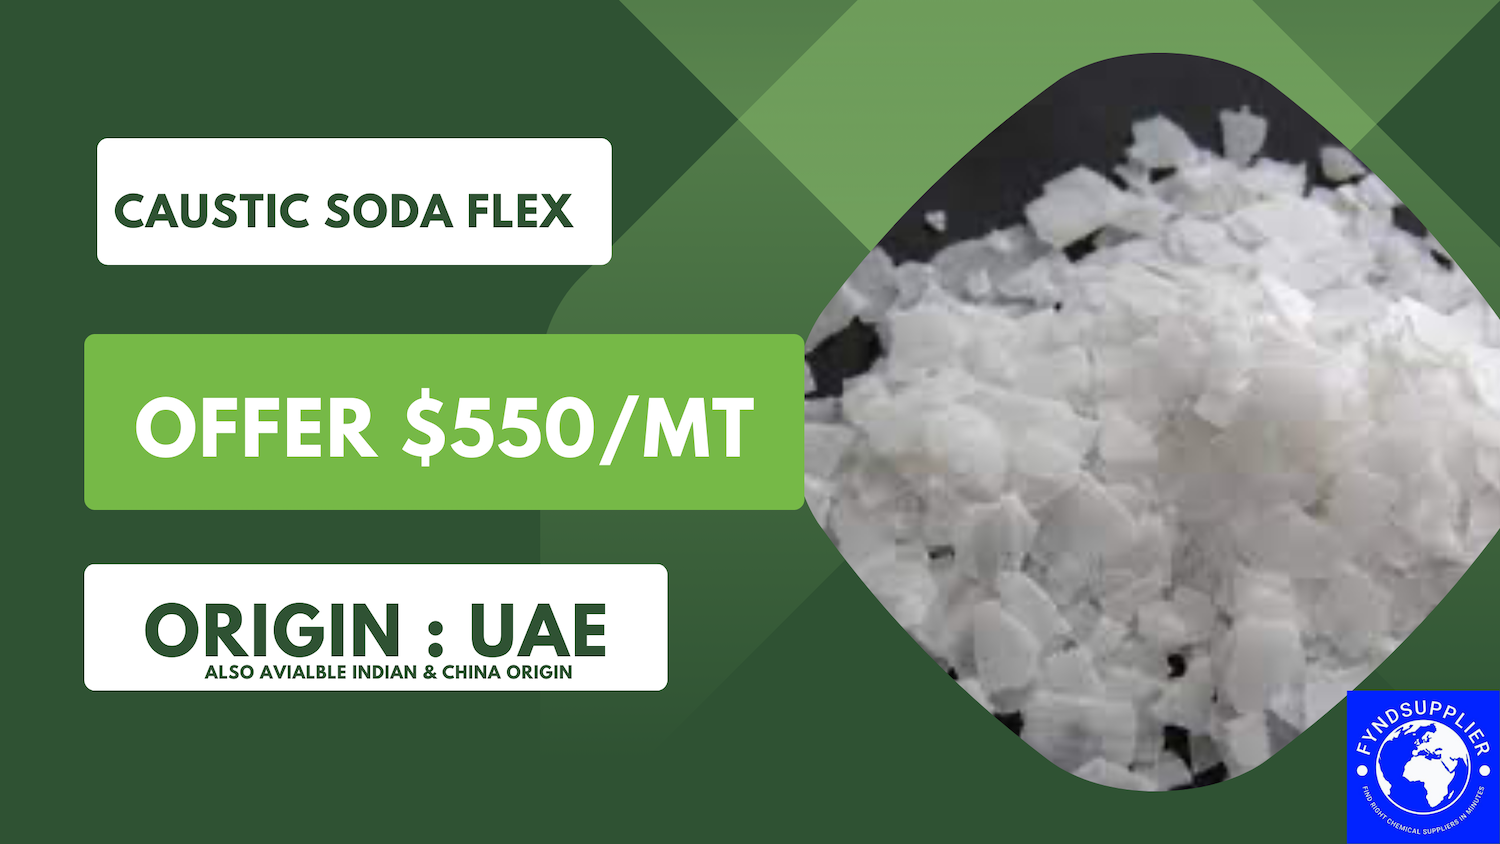 CAUSTIC SODA FLEX
OFFER $550/MT
ORIGIN : UAE
ALSO AVIALBLE INDIAN & CHINA ORIGIN
FYNDSUPPLIER
FIND RIGHT CHEMICAL SUPPLIERS IN MINUTES